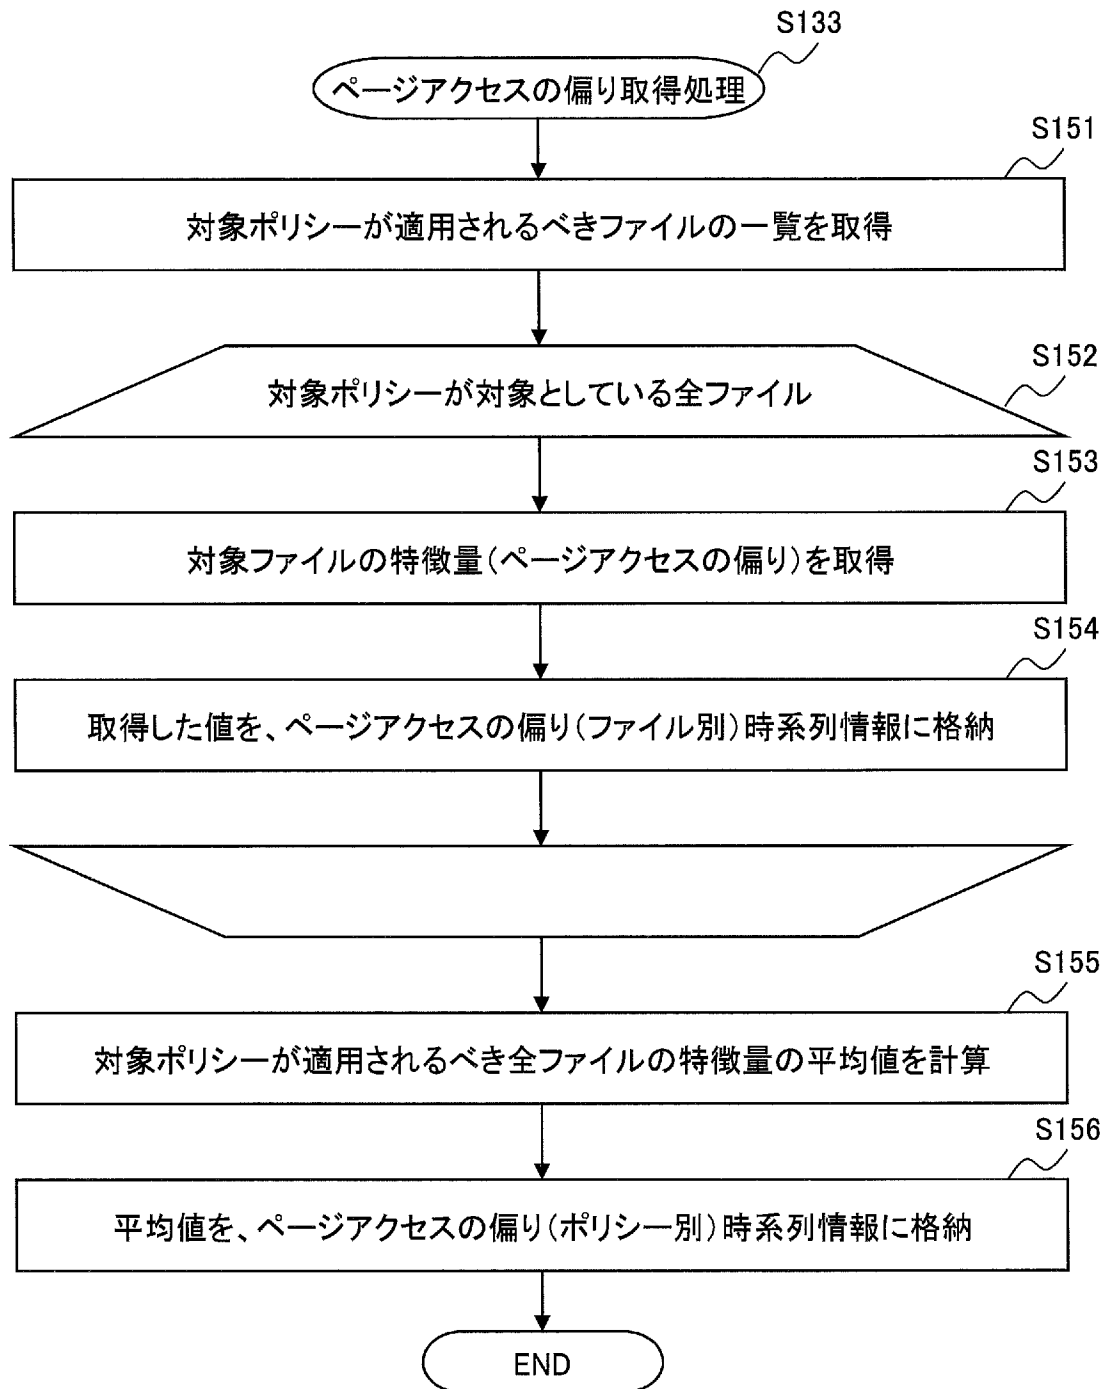 S133
ページアクセスの偏り取得処理
S151
対象ポリシーが適用されるべきファイルの一覧を取得
S152
対象ポリシーが対象としている全ファイル
S153
対象ファイルの特徴量(ページアクセスの偏り)を取得
S154
取得した値を、ページアクセスの偏り(ファイル別)時系列情報に格納
S155
対象ポリシーが適用されるべき全ファイルの特徴量の平均値を計算
S156
平均値を、ページアクセスの偏り(ポリシー別)時系列情報に格納
END